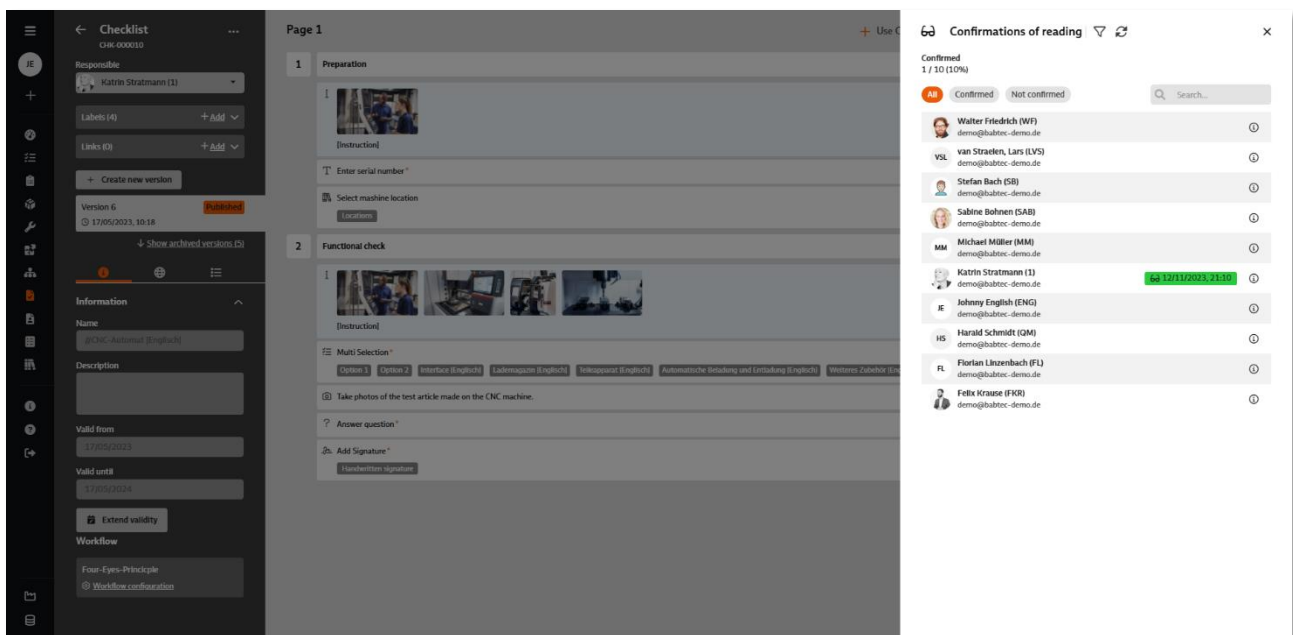 Checklist
CHK-000010
JE
Responsible
Katrin Stratmann (1)
Labels (4)
+ Add
Links (0)
+ Add
+ Create new version
Version 6
Published
17/05/2023, 10:18
Show archived versions (5)
Information
Name
#CNC-Automat (Englisch)
Description
Valid from
17/05/2023
Valid until
17/05/2024
Extend validity
Workflow
Four-Eyes-Princicple
Workflow configuration
Page 1
+ Use C
1 Preparation
[Instruction]
Enter serial number*
Select mashine location
Locations
2 Functional check
[Instruction]
Multi Selection*
Option 1 Option 2 Interface (Englisch) Lademagazin (Englisch) Teileapparat (Englisch) Automatische Beladung und Entladung (Englisch) Weiteres Zubehör (Eng
Take photos of the test article made on the CNC machine.
? Answer question*
Add Signature*
Handwritten signature
Confirmations of reading
Confirmed
1 / 10 (10%)
All Confirmed Not confirmed
Search...
Walter Friedrich (WF)
demo@babtec-demo.de
VSL
van Straelen, Lars (LVS)
demo@babtec-demo.de
Stefan Bach (SB)
demo@babtec-demo.de
Sabine Bohnen (SAB)
demo@babtec-demo.de
MM
Michael Müller (MM)
demo@babtec-demo.de
Katrin Stratmann (1)
demo@babtec-demo.de
12/11/2023, 21:10
JE
Johnny English (ENG)
demo@babtec-demo.de
HS
Harald Schmidt (QM)
demo@babtec-demo.de
FL
Florian Linzenbach (FL)
demo@babtec-demo.de
Felix Krause (FKR)
demo@babtec-demo.de